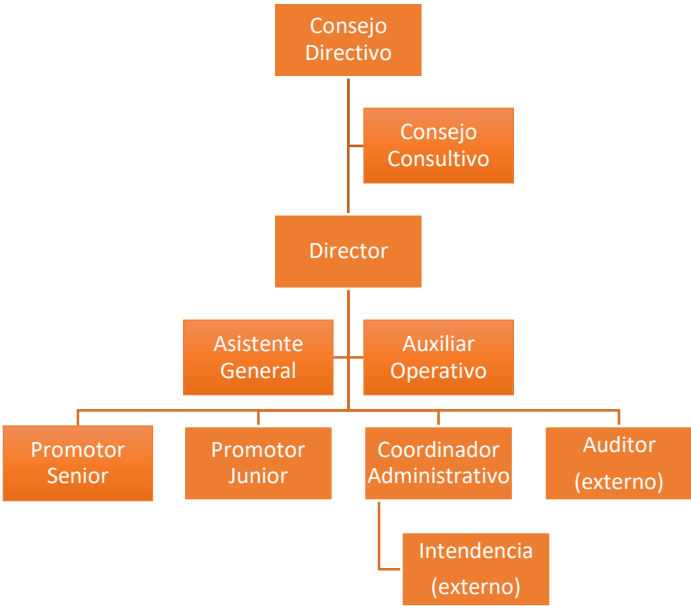 Consejo
Directivo
Consejo
Consultivo
Director
Asistente
General
Auxiliar
Operativo
Promotor
Senior
Promotor
Junior
Coordinador
Administrativo
Auditor
(externo)
Intendencia
(externo)